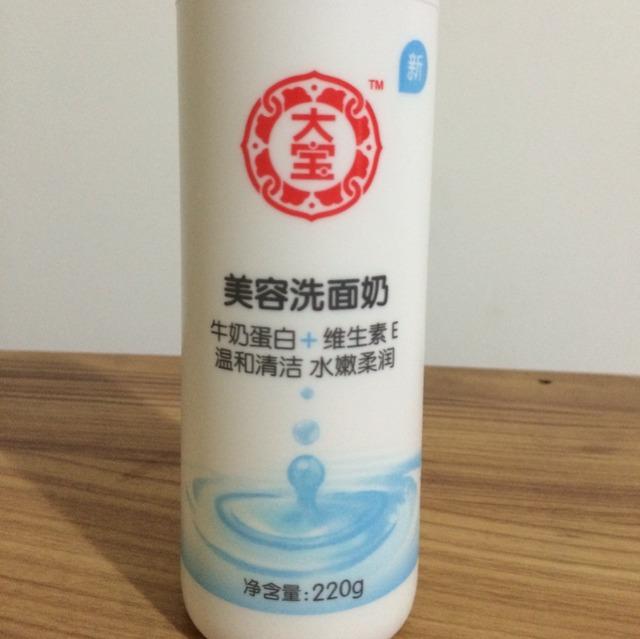 新
TM
大
宝
美容洗面奶
牛奶蛋白+维生素E
温和清洁 水嫩柔润
净含量:220g